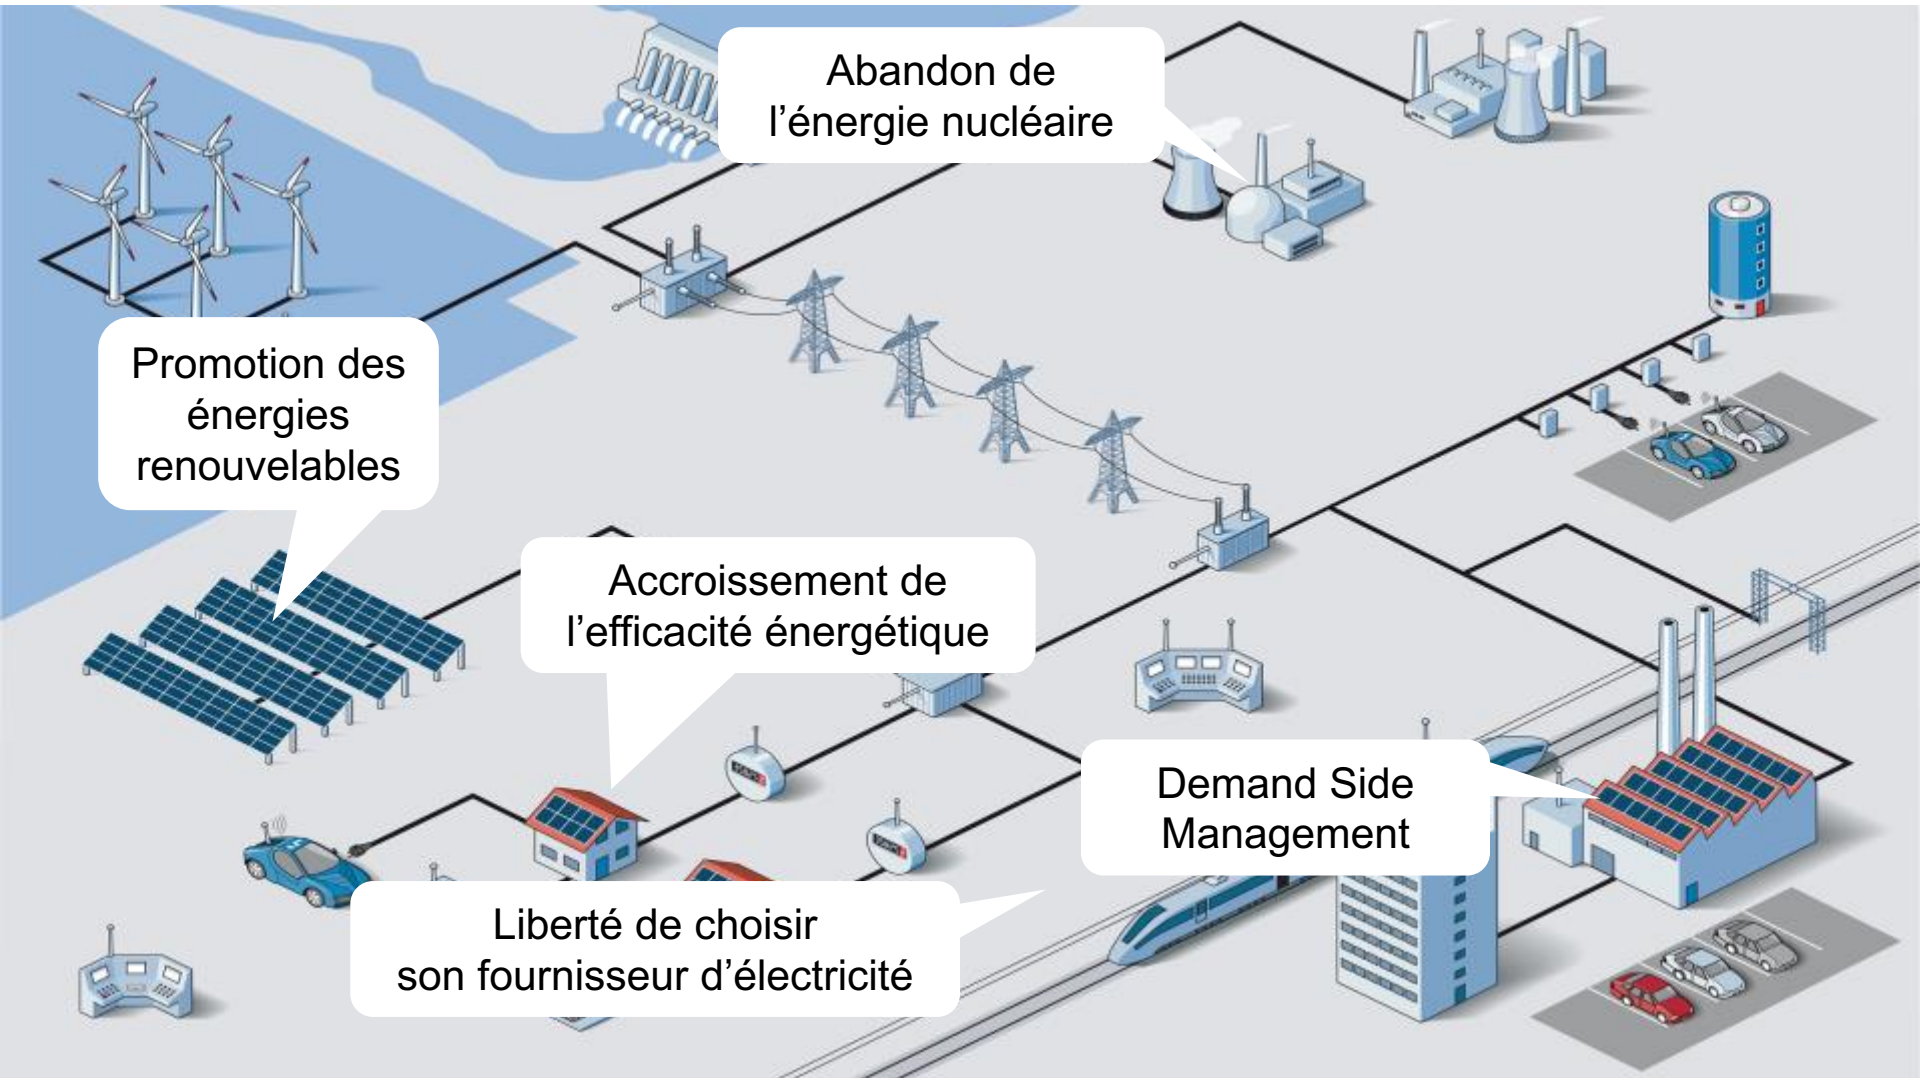 Abandon de
l’énergie nucléaire
Promotion des
énergies
renouvelables
Accroissement de
l’efficacité énergétique
Demand Side
Management
Liberté de choisir
son fournisseur d’électricité